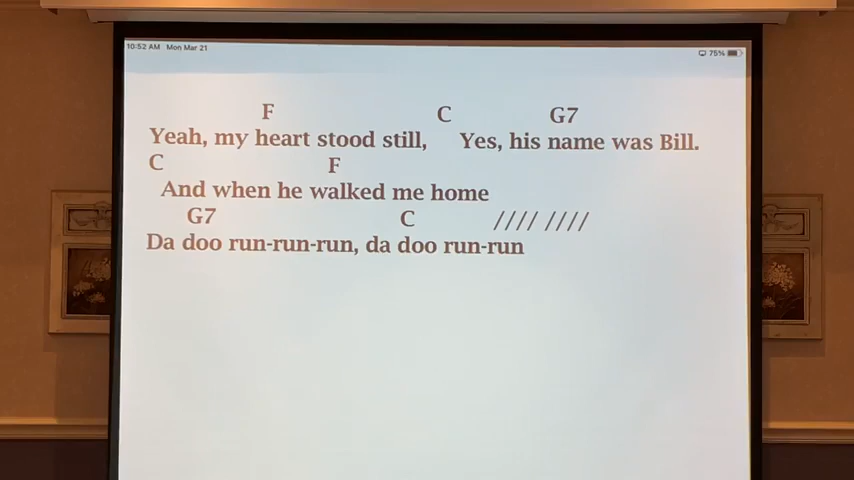 10:52 AM Mon Mar 21 75%
F C G7
Yeah, my heart stood still, Yes, his name was Bill.
C F
And when he walked me home
G7 C //// ////
Da doo run-run-run, da doo run-run